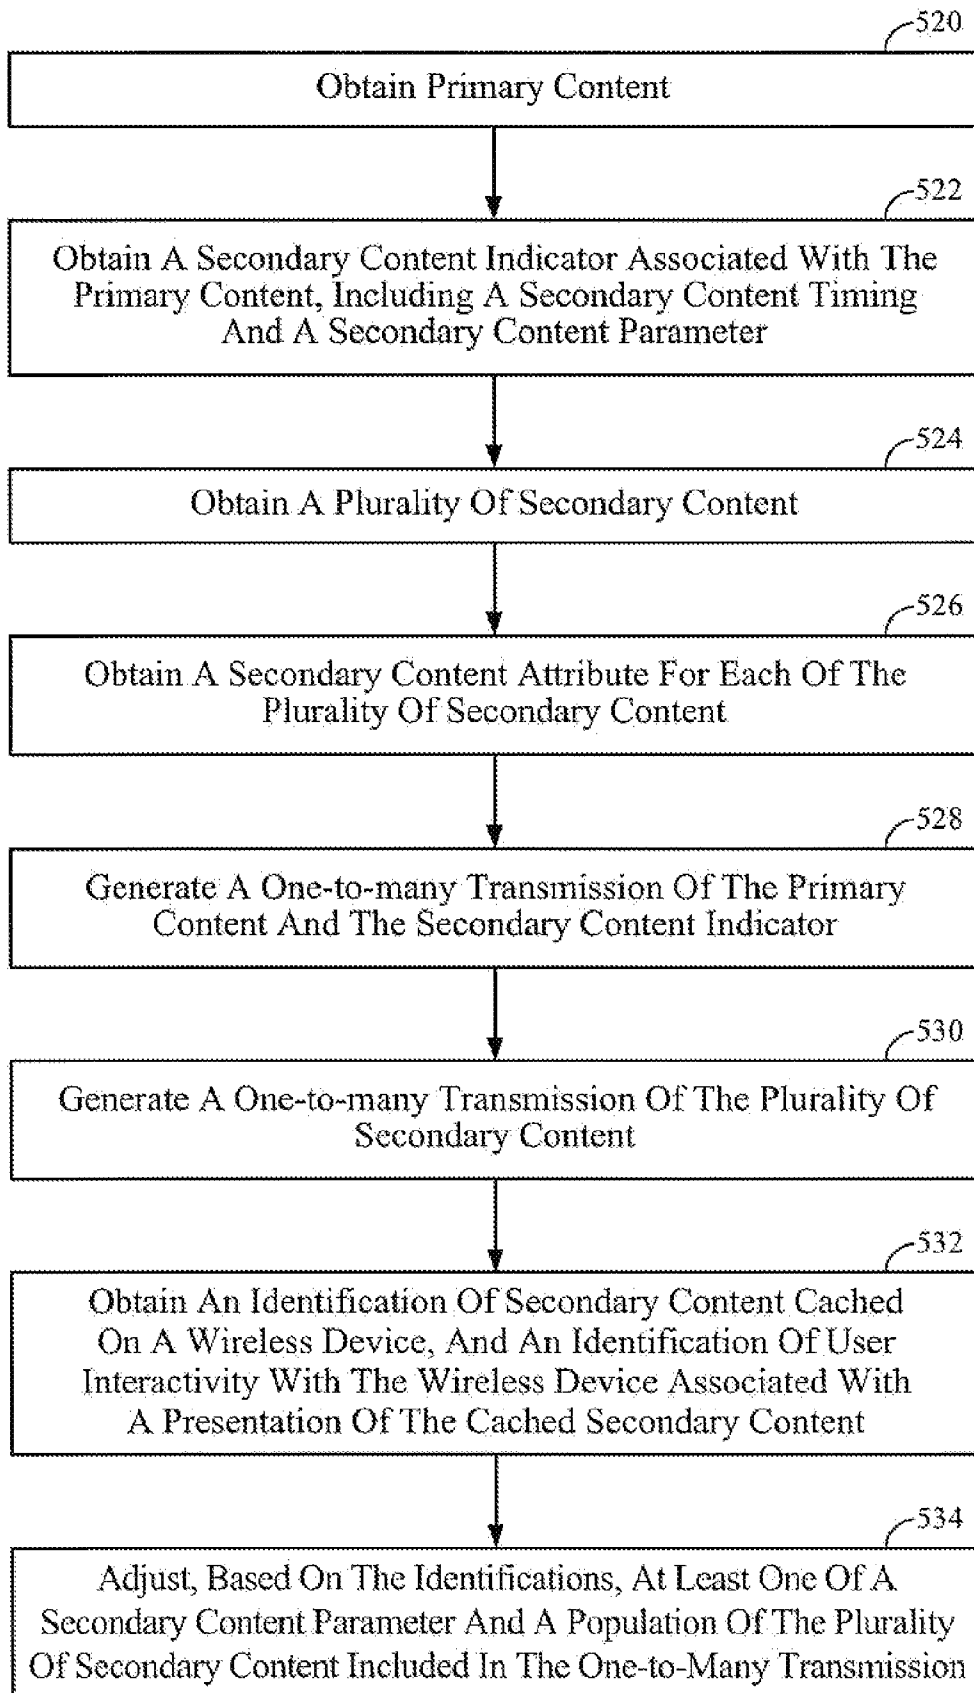 520
Obtain Primary Content
522
Obtain A Secondary Content Indicator Associated With The
Primary Content, Including A Secondary Content Timing
And A Secondary Content Parameter
524
Obtain A Plurality Of Secondary Content
526
Obtain A Secondary Content Attribute For Each Of The
Plurality Of Secondary Content
528
Generate A One-to-many Transmission Of The Primary
Content And The Secondary Content Indicator
530
Generate A One-to-many Transmission Of The Plurality Of
Secondary Content
532
Obtain An Identification Of Secondary Content Cached
On A Wireless Device, And An Identification Of User
Interactivity With The Wireless Device Associated With
A Presentation Of The Cached Secondary Content
534
Adjust, Based On The Identifications, At Least One Of A
Secondary Content Parameter And A Population Of The Plurality
Of Secondary Content Included In The One-to-Many Transmission